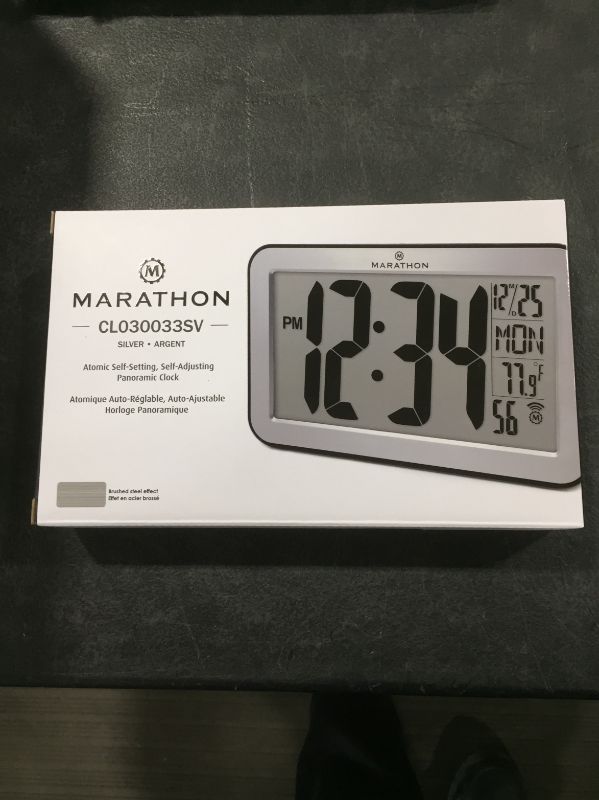 MARATHON
CL030033SV
SILVER • ARGENT
Atomic Self-Setting, Self-Adjusting
Panoramic Clock
Atomique Auto-Réglable, Auto-Ajustable
Horloge Panoramique
Brushed steel effect
Effet en acier brossé
MARATHON
PM 12:34
12/25
M D
MON
77.9°F
56